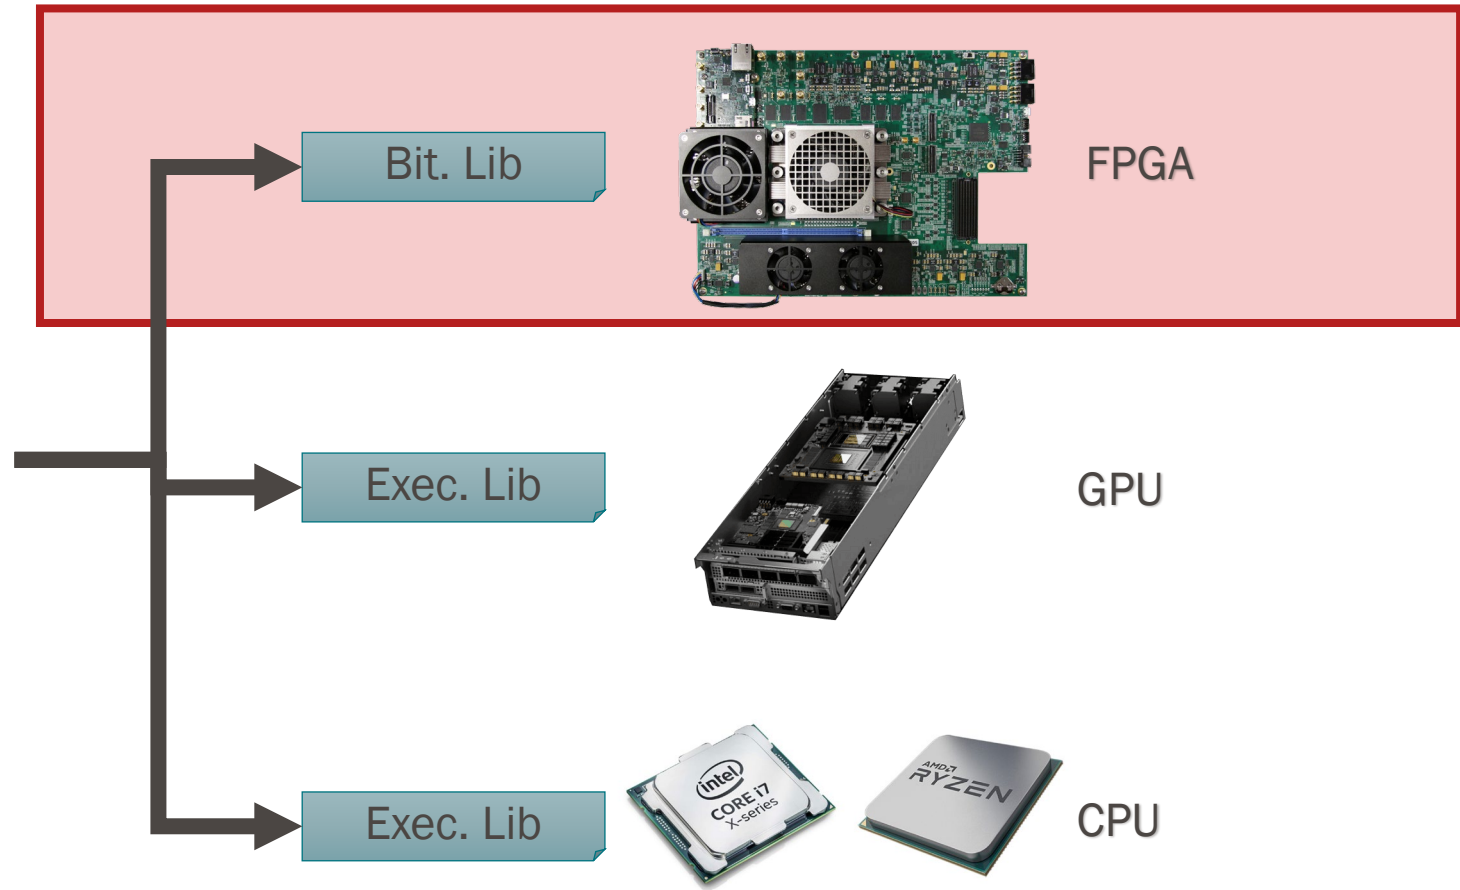 Bit. Lib
FPGA
Exec. Lib
GPU
intel
CORE i7
X-series
AMD
RYZEN
Exec. Lib
CPU